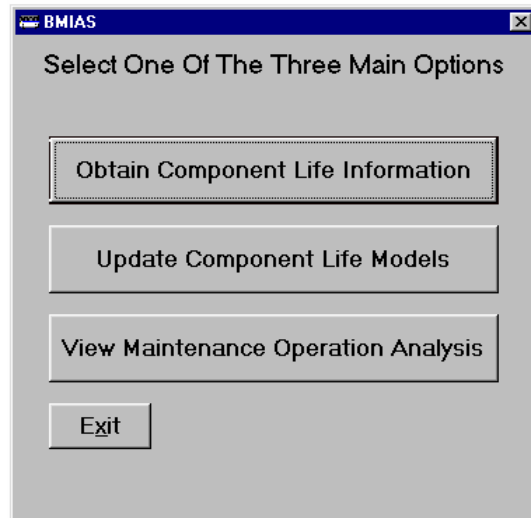 BMIAS
Select One Of The Three Main Options
Obtain Component Life Information
Update Component Life Models
View Maintenance Operation Analysis
Exit